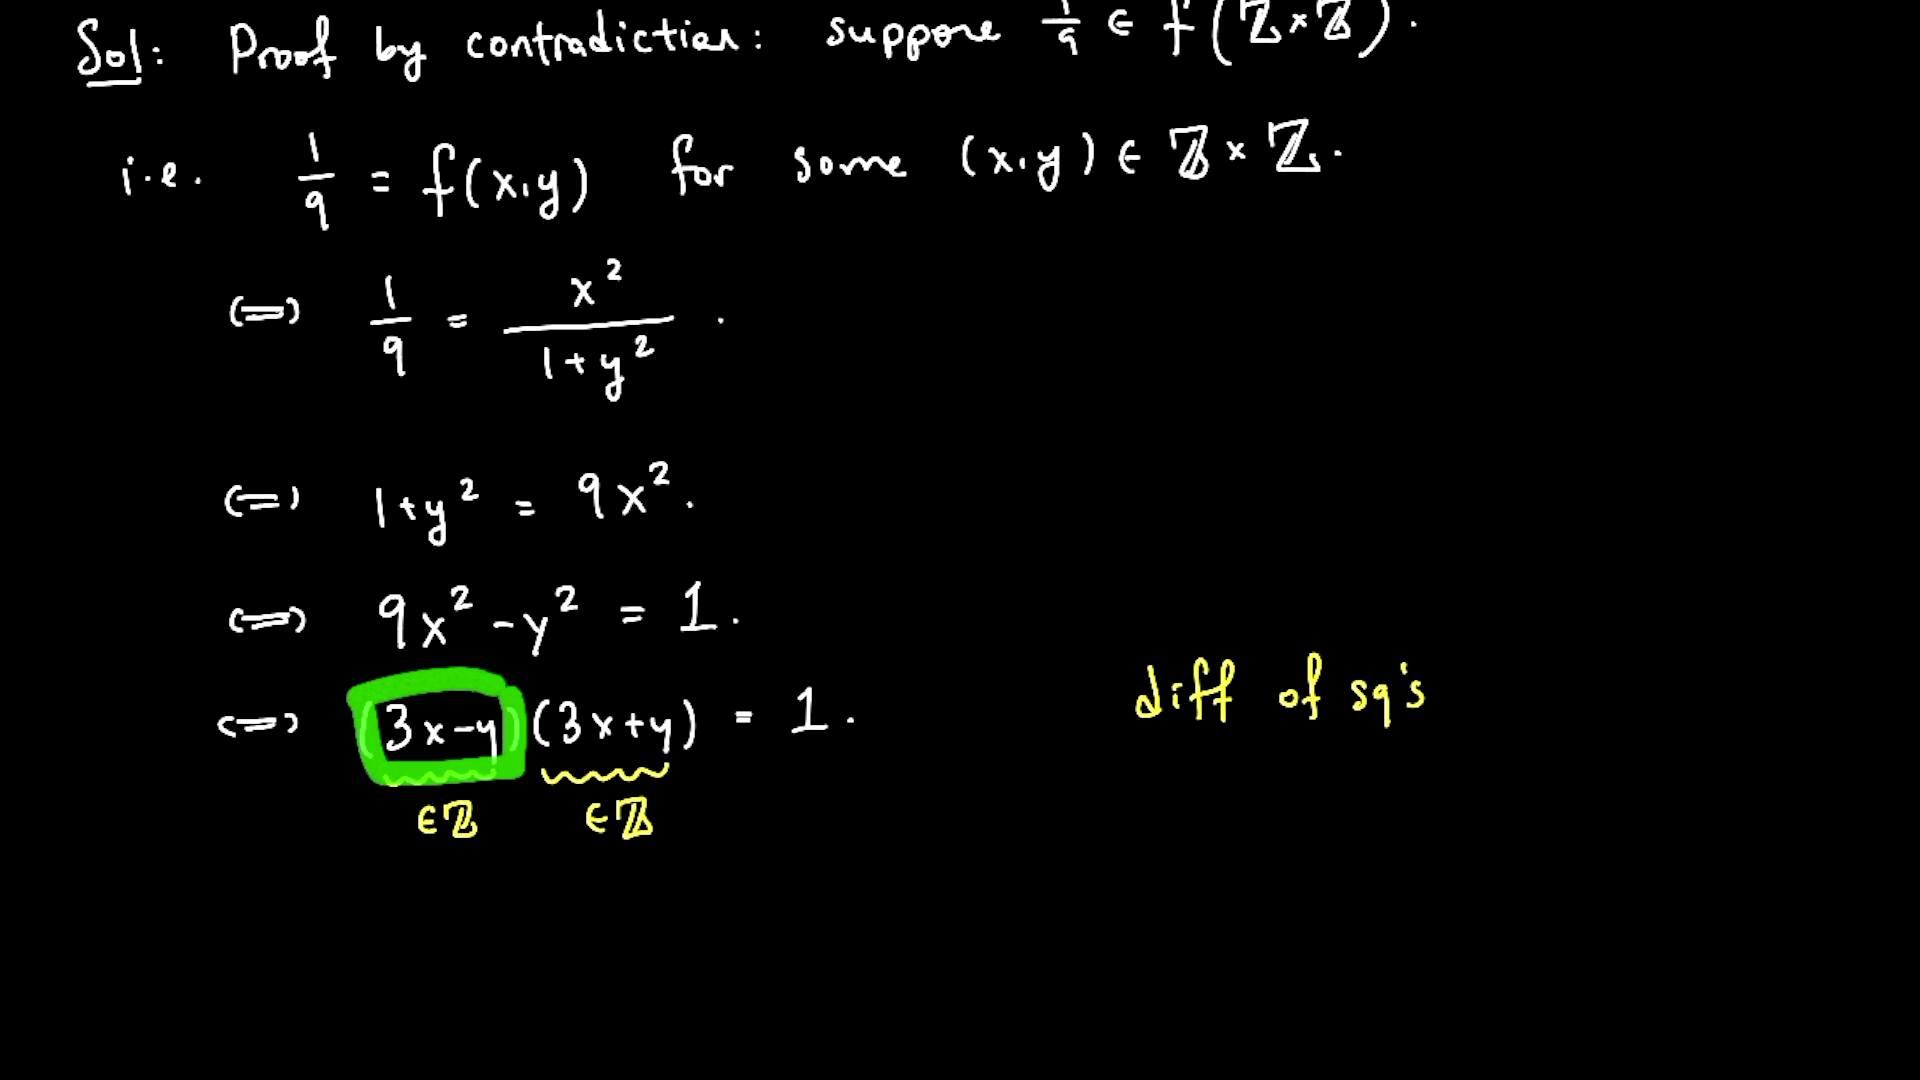 Sol: Proof by contradiction: suppose 1/9 ∈ f(ℤ×ℤ).
i.e. 1/9 = f(x,y) for some (x,y) ∈ ℤ × ℤ.
(=) 1/9 = x²/(1+y²).
(=) 1+y² = 9x².
(=) 9x² - y² = 1.
(=) (3x-y)(3x+y) = 1. diff of sq's
∈ℤ ∈ℤ